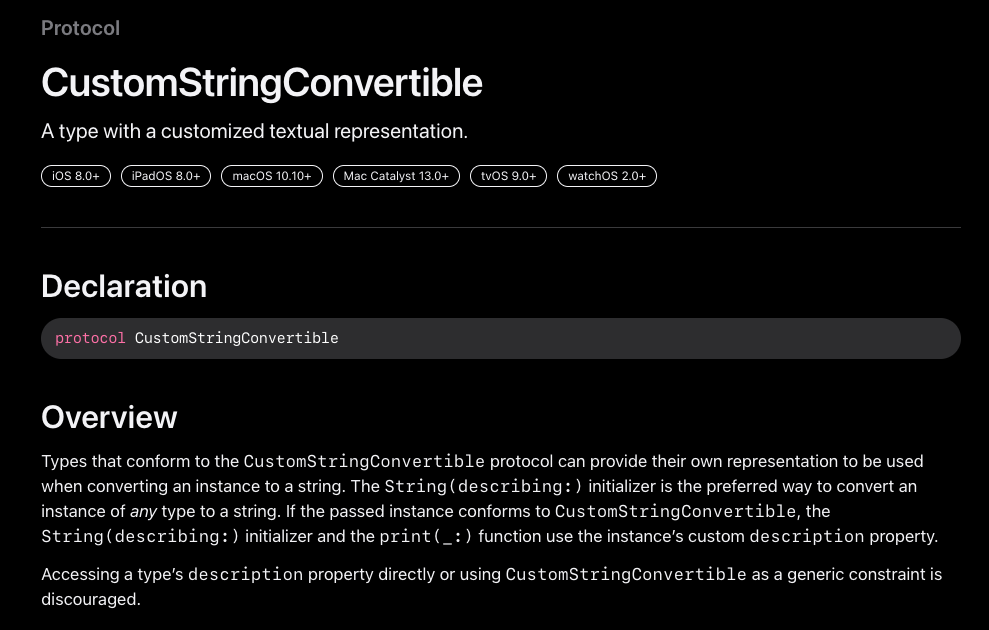 Protocol
CustomStringConvertible
A type with a customized textual representation.
iOS 8.0+ iPadOS 8.0+ macOS 10.10+ Mac Catalyst 13.0+ tvOS 9.0+ watchOS 2.0+
Declaration
protocol CustomStringConvertible
Overview
Types that conform to the CustomStringConvertible protocol can provide their own representation to be used
when converting an instance to a string. The String(describing:) initializer is the preferred way to convert an
instance of any type to a string. If the passed instance conforms to CustomStringConvertible, the
String(describing:) initializer and the print(_:) function use the instance’s custom description property.
Accessing a type’s description property directly or using CustomStringConvertible as a generic constraint is
discouraged.